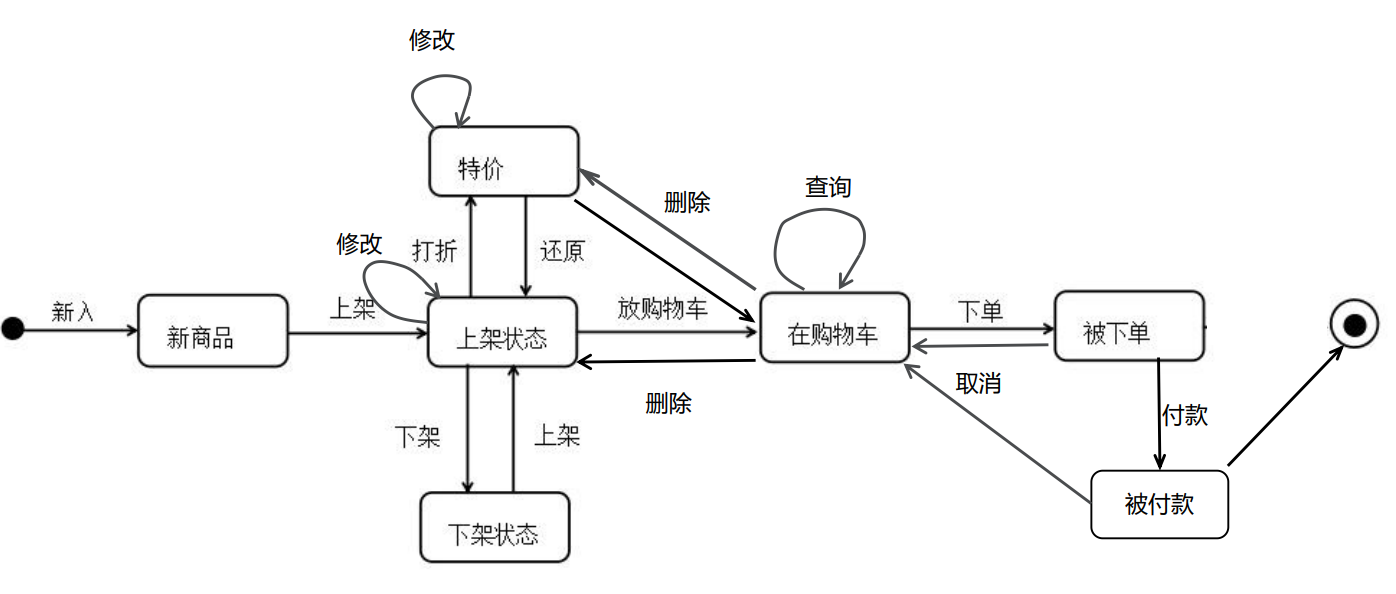 修改
特价
删除
查询
修改
打折
还原
新入
上架
放购物车
下单
新商品
上架状态
在购物车
被下单
取消
删除
付款
下架
上架
被付款
下架状态